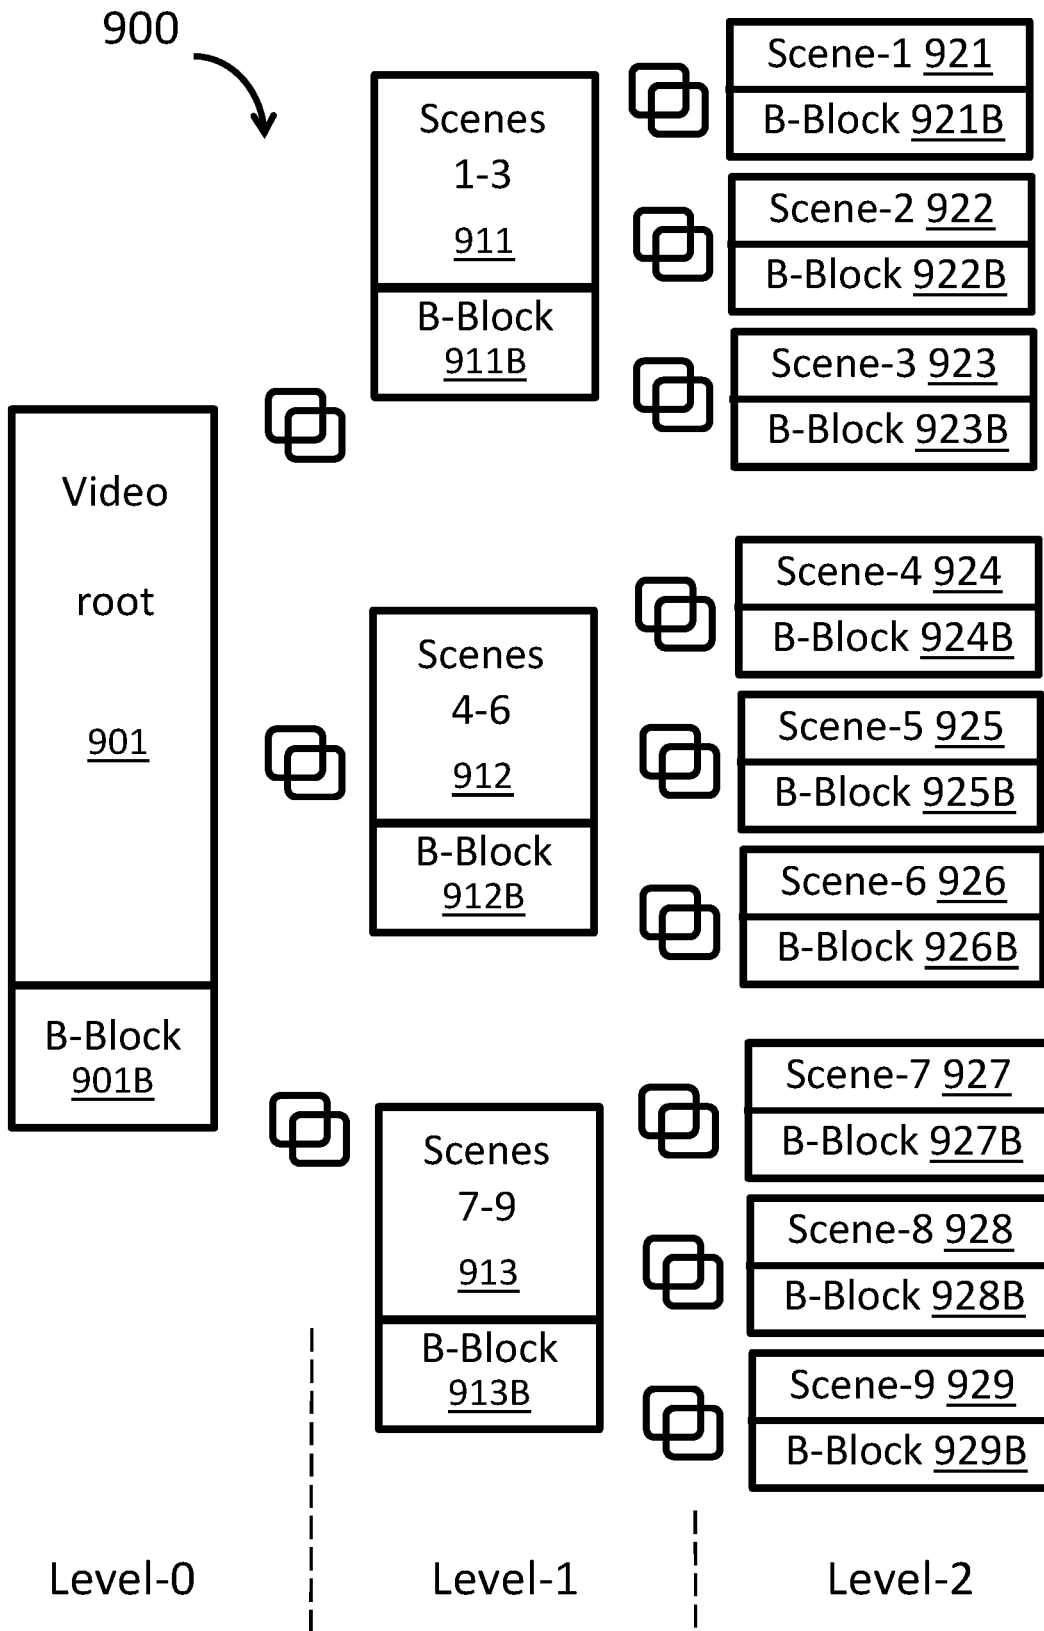 900
Video
root
901
B-Block
901B
Scenes
1-3
911
B-Block
911B
Scenes
4-6
912
B-Block
912B
Scenes
7-9
913
B-Block
913B
Scene-1 921
B-Block 921B
Scene-2 922
B-Block 922B
Scene-3 923
B-Block 923B
Scene-4 924
B-Block 924B
Scene-5 925
B-Block 925B
Scene-6 926
B-Block 926B
Scene-7 927
B-Block 927B
Scene-8 928
B-Block 928B
Scene-9 929
B-Block 929B
Level-0
Level-1
Level-2